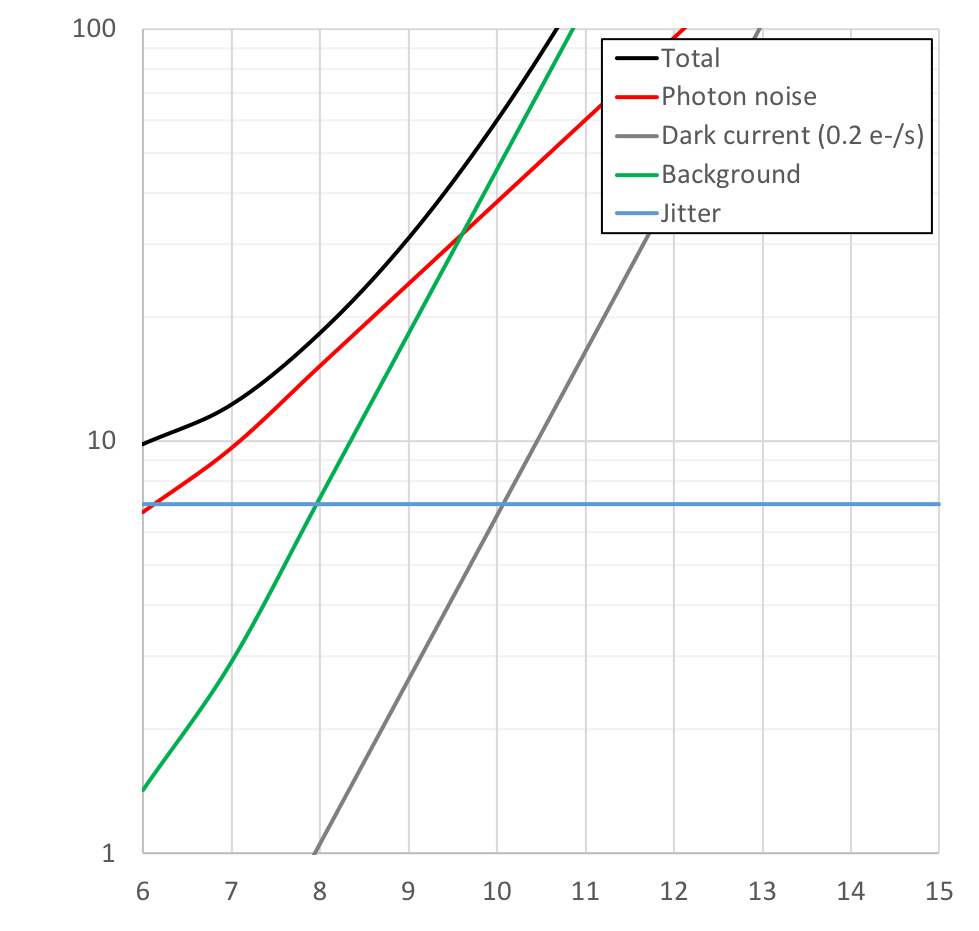 100
10
1
Total
Photon noise
Dark current (0.2 e-/s)
Background
Jitter
6 7 8 9 10 11 12 13 14 15